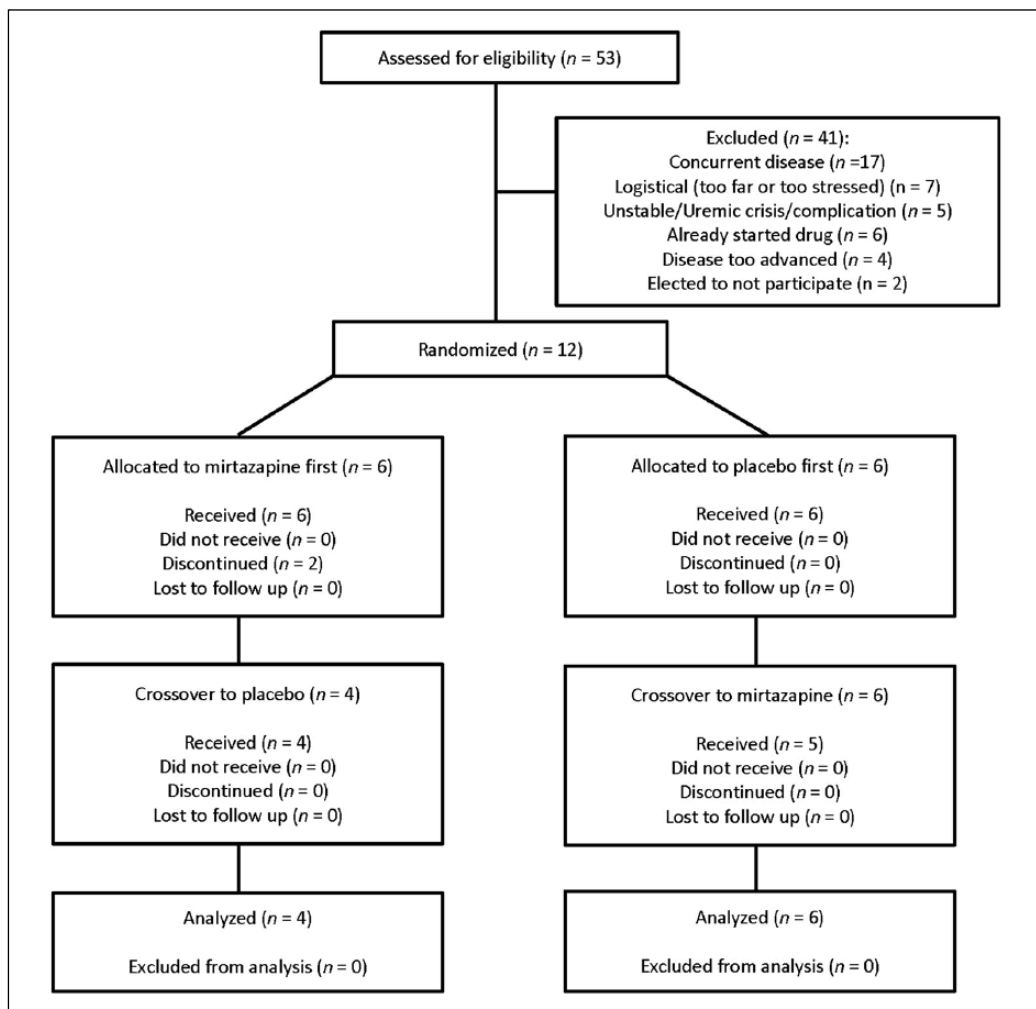 Assessed for eligibility (n = 53)
Excluded (n = 41):
Concurrent disease (n =17)
Logistical (too far or too stressed) (n = 7)
Unstable/Uremic crisis/complication (n = 5)
Already started drug (n = 6)
Disease too advanced (n = 4)
Elected to not participate (n = 2)
Randomized (n = 12)
Allocated to mirtazapine first (n = 6)
Received (n = 6)
Did not receive (n = 0)
Discontinued (n = 2)
Lost to follow up (n = 0)
Allocated to placebo first (n = 6)
Received (n = 6)
Did not receive (n = 0)
Discontinued (n = 0)
Lost to follow up (n = 0)
Crossover to placebo (n = 4)
Received (n = 4)
Did not receive (n = 0)
Discontinued (n = 0)
Lost to follow up (n = 0)
Crossover to mirtazapine (n = 6)
Received (n = 5)
Did not receive (n = 0)
Discontinued (n = 0)
Lost to follow up (n = 0)
Analyzed (n = 4)
Excluded from analysis (n = 0)
Analyzed (n = 6)
Excluded from analysis (n = 0)